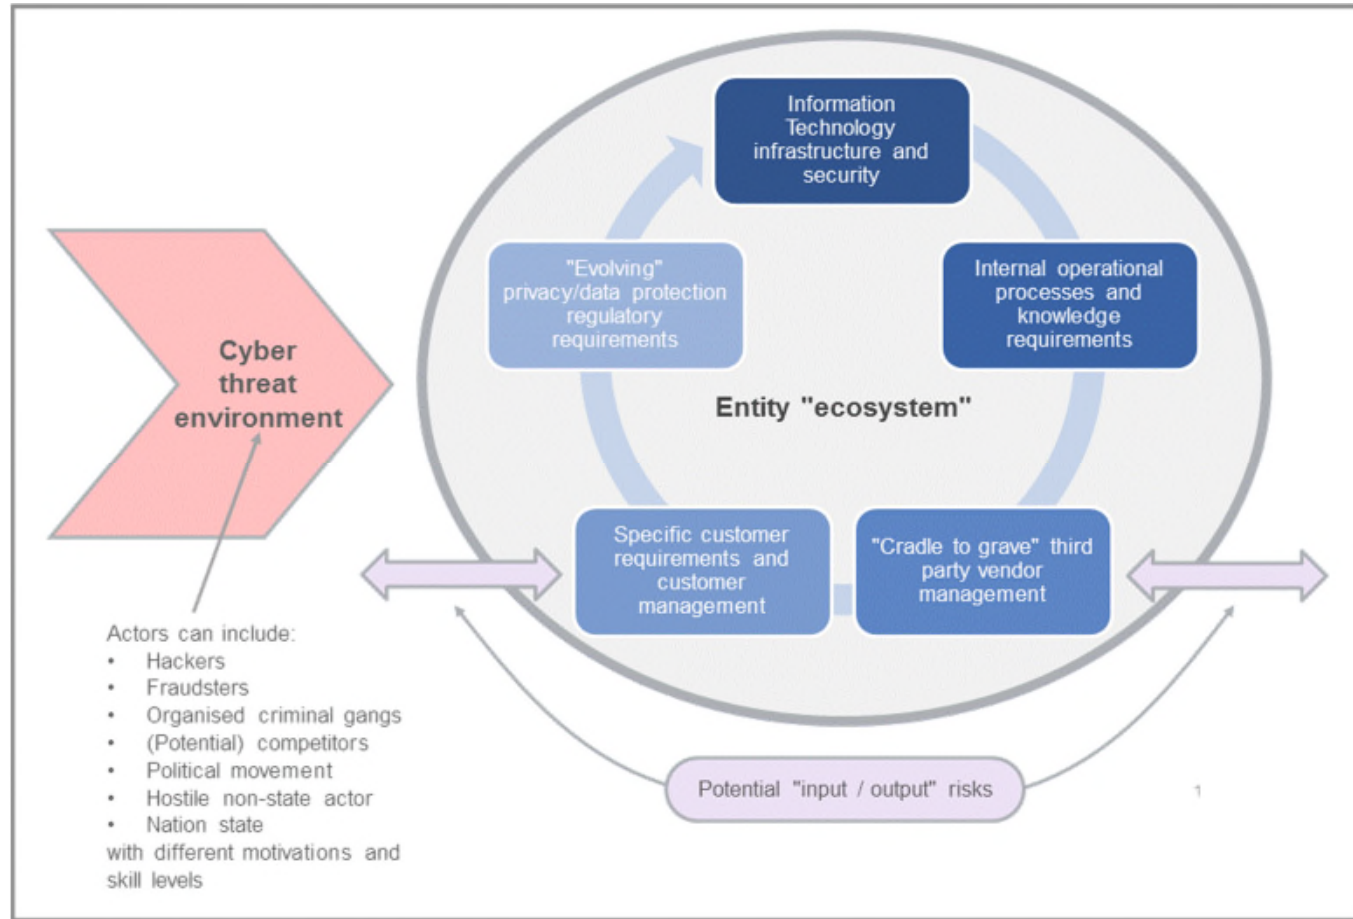 Information
Technology
infrastructure and
security
"Evolving"
privacy/data protection
regulatory
requirements
Internal operational
processes and
knowledge
requirements
Cyber
threat
environment
Entity "ecosystem"
Specific customer
requirements and
customer
management
"Cradle to grave" third
party vendor
management
Actors can include:
• Hackers
• Fraudsters
• Organised criminal gangs
• (Potential) competitors
• Political movement
• Hostile non-state actor
• Nation state
with different motivations and
skill levels
Potential "input / output" risks
1